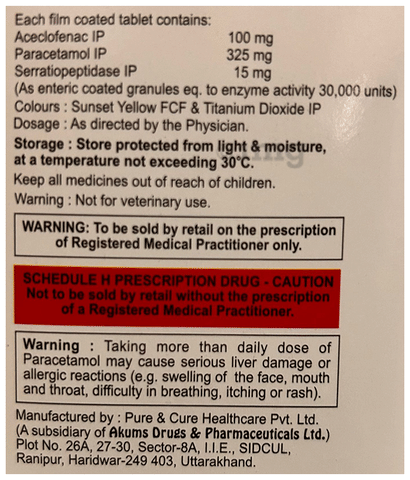 Each film coated tablet contains:
Aceclofenac IP 100 mg
Paracetamol IP 325 mg
Serratiopeptidase IP 15 mg
(As enteric coated granules eq. to enzyme activity 30,000 units)
Colours : Sunset Yellow FCF & Titanium Dioxide IP
Dosage : As directed by the Physician.
Storage : Store protected from light & moisture,
at a temperature not exceeding 30°C.
Keep all medicines out of reach of children.
Warning : Not for veterinary use.
WARNING: To be sold by retail on the prescription
of Registered Medical Practitioner only.
SCHEDULE H PRESCRIPTION DRUG - CAUTION
Not to be sold by retail without the prescription
of a Registered Medical Practitioner.
Warning : Taking more than daily dose of
Paracetamol may cause serious liver damage or
allergic reactions (e.g. swelling of the face, mouth
and throat, difficulty in breathing, itching or rash).
Manufactured by : Pure & Cure Healthcare Pvt. Ltd.
(A subsidiary of Akums Drugs & Pharmaceuticals Ltd.)
Plot No. 26A, 27-30, Sector-8A, I.I.E., SIDCUL,
Ranipur, Haridwar-249 403, Uttarakhand.